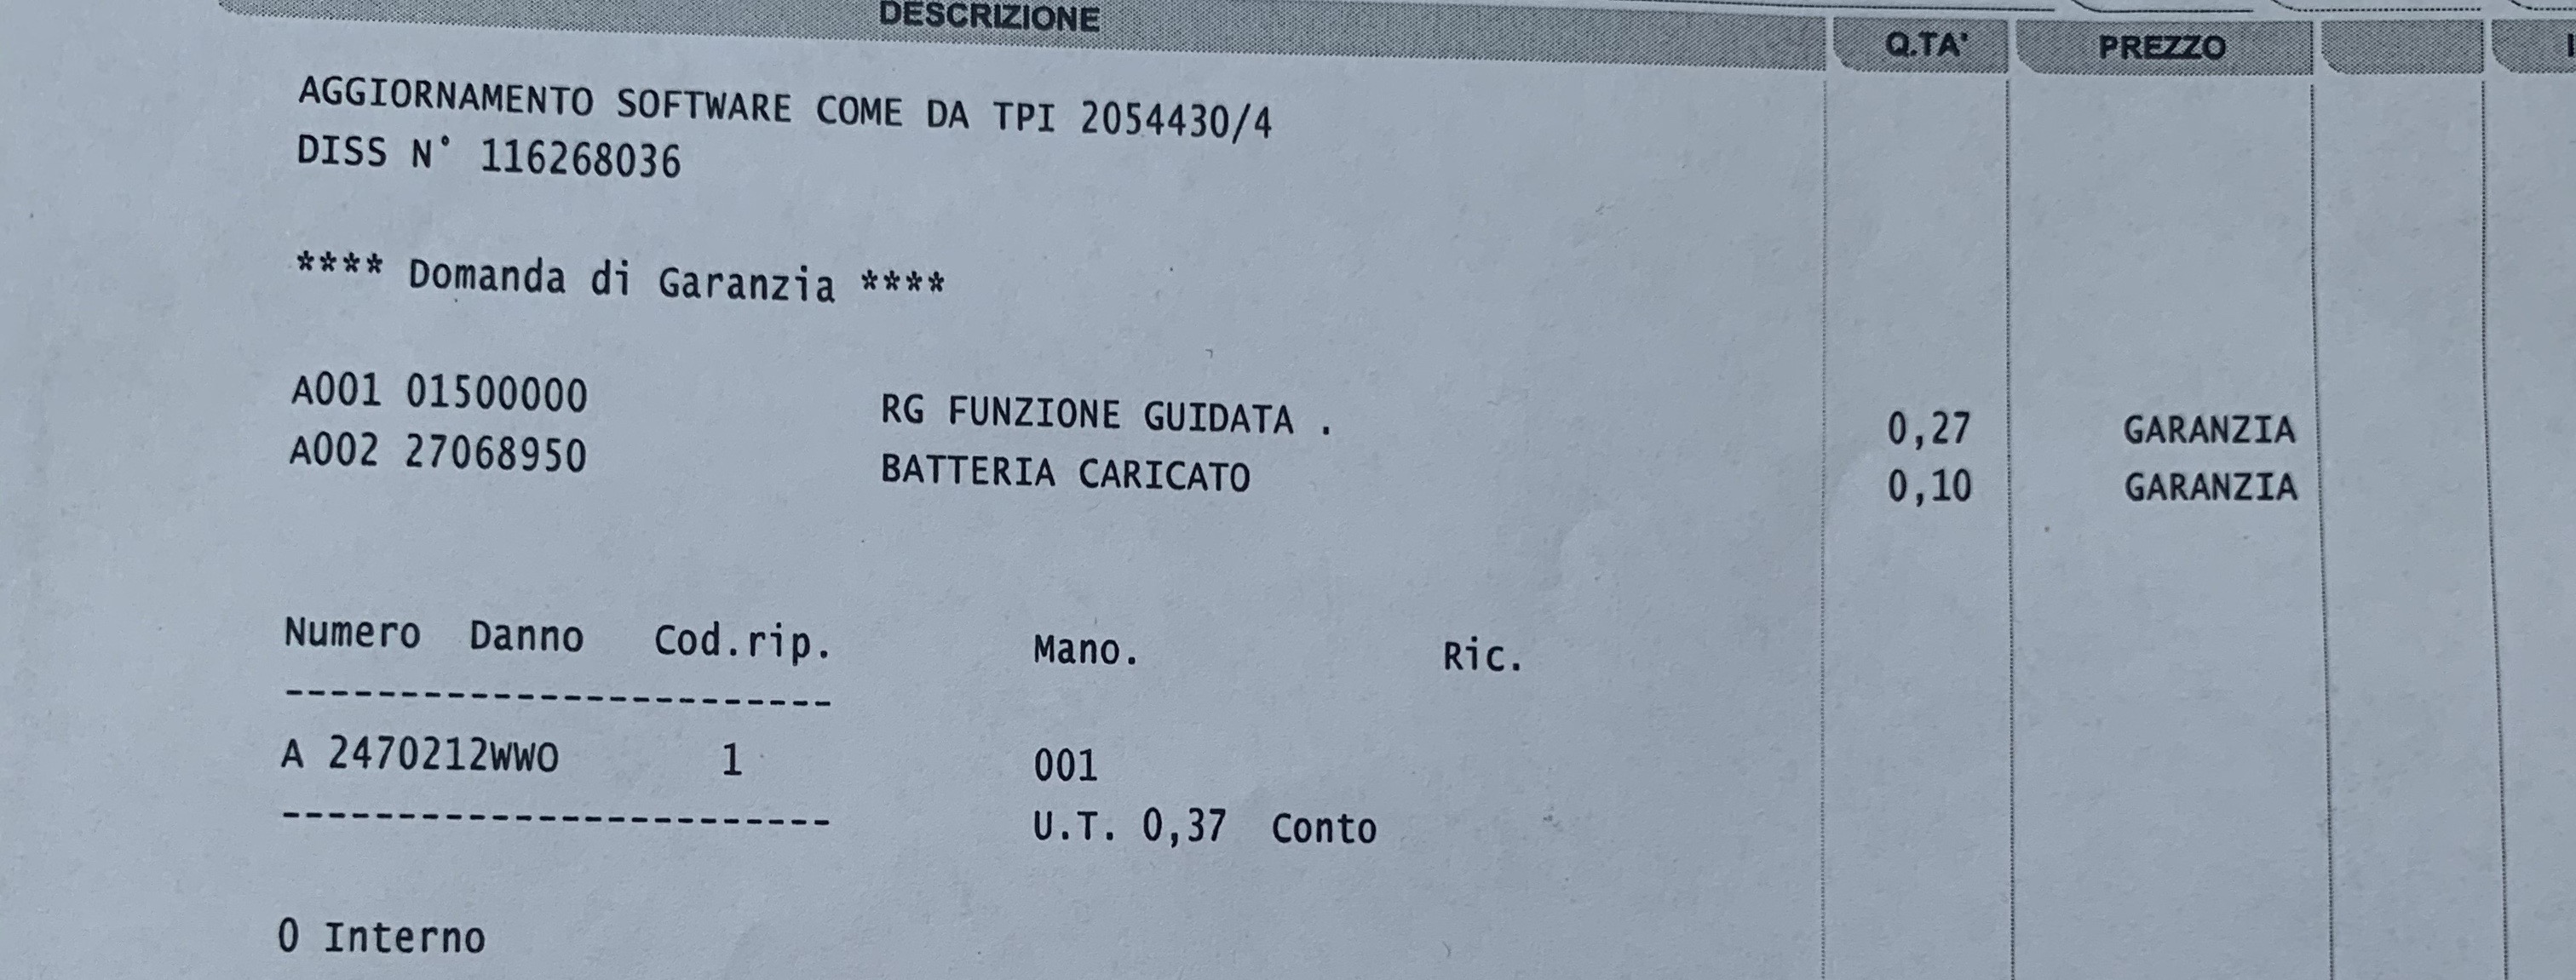 DESCRIZIONE Q.TA' PREZZO
AGGIORNAMENTO SOFTWARE COME DA TPI 2054430/4
DISS N° 116268036
**** Domanda di Garanzia ****
A001 01500000 RG FUNZIONE GUIDATA . 0,27 GARANZIA
A002 27068950 BATTERIA CARICATO 0,10 GARANZIA
Numero Danno Cod.rip. Mano. Ric.
------------------------
A 2470212WWO 1 001
------------------------ U.T. 0,37 Conto
O Interno